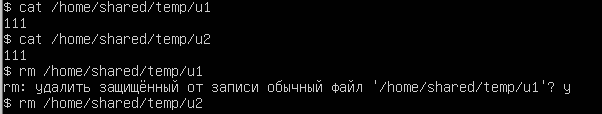 $ cat /home/shared/temp/u1
111
$ cat /home/shared/temp/u2
111
$ rm /home/shared/temp/u1
rm: удалить защищённый от записи обычный файл '/home/shared/temp/u1'? y
$ rm /home/shared/temp/u2